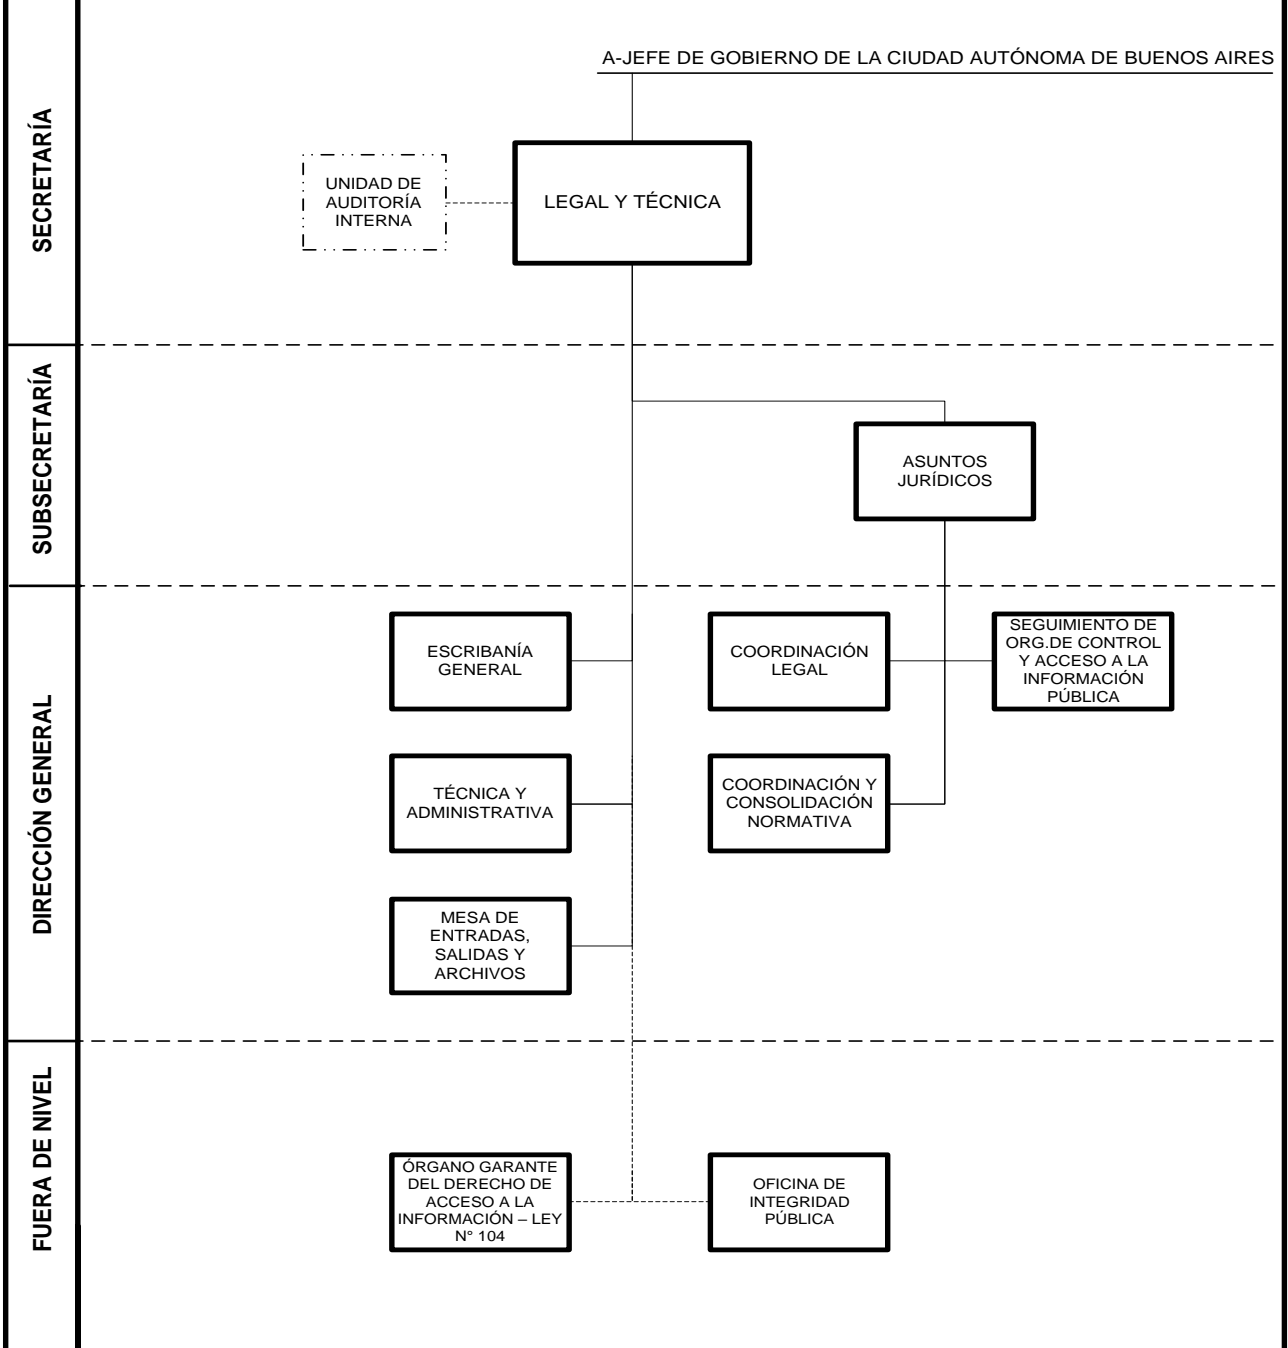 A-JEFE DE GOBIERNO DE LA CIUDAD AUTÓNOMA DE BUENOS AIRES
SECRETARÍA
UNIDAD DE
AUDITORÍA
INTERNA
LEGAL Y TÉCNICA
SUBSECRETARÍA
ASUNTOS
JURÍDICOS
DIRECCIÓN GENERAL
ESCRIBANÍA
GENERAL
COORDINACIÓN
LEGAL
SEGUIMIENTO DE
ORG.DE CONTROL
Y ACCESO A LA
INFORMACIÓN
PÚBLICA
TÉCNICA Y
ADMINISTRATIVA
COORDINACIÓN Y
CONSOLIDACIÓN
NORMATIVA
MESA DE
ENTRADAS,
SALIDAS Y
ARCHIVOS
FUERA DE NIVEL
ÓRGANO GARANTE
DEL DERECHO DE
ACCESO A LA
INFORMACIÓN – LEY
N° 104
OFICINA DE
INTEGRIDAD
PÚBLICA